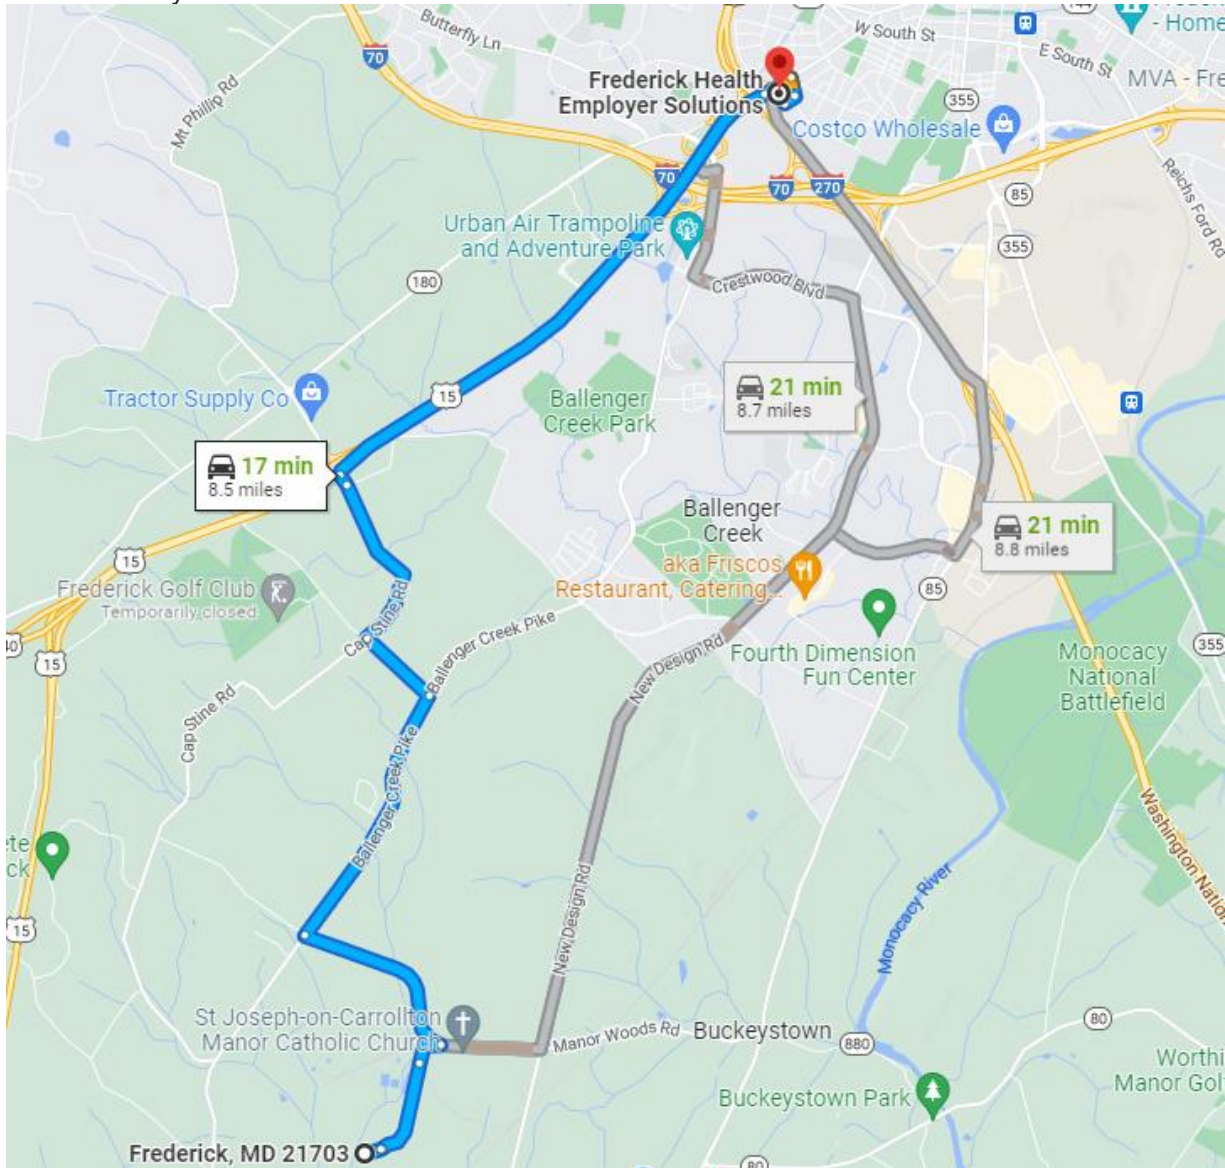 Butterfly Ln
W South St
E South St
- Home
144
70
Mt Phillip Rd
Frederick Health
Employer Solutions
MVA - Fre
355
Costco Wholesale
70
70
270
85
Reichs Ford Rd
Urban Air Trampoline
and Adventure Park
355
180
Crestwood Blvd
21 min
8.7 miles
Tractor Supply Co
15
Ballenger
Creek Park
17 min
8.5 miles
Ballenger
Creek
21 min
8.8 miles
15
aka Friscos
Restaurant, Catering...
Frederick Golf Club
Temporarily closed
85
Cap Stine Rd
Ballenger Creek Pike
40
15
New Design Rd
Fourth Dimension
Fun Center
Monocacy
National
Battlefield
355
Cap Stine Rd
Ballenger Creek Pike
Washington Nation
ete
ck
15
New Design Rd
Monocacy River
St Joseph-on-Carrollton
Manor Catholic Church
Manor Woods Rd
Buckeystown
880
80
Worthi
Manor Gol
Buckeystown Park
Frederick, MD 21703
80